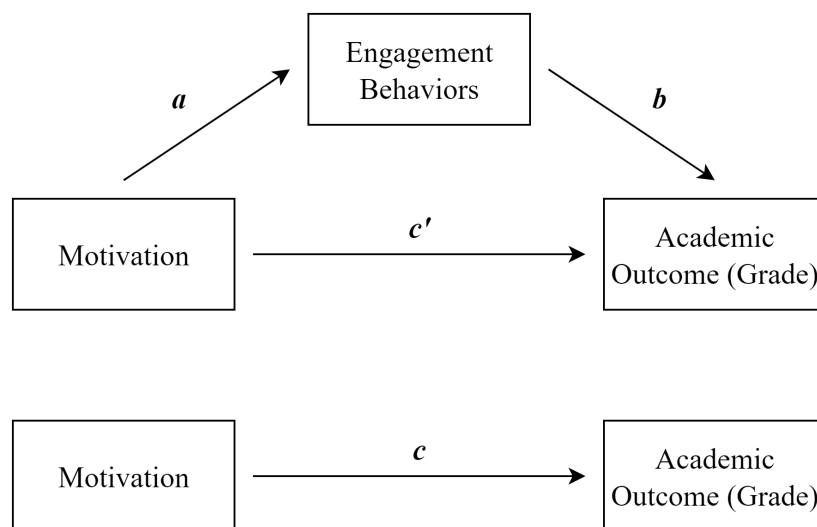 Engagement
Behaviors
a
b
Motivation
c'
Academic
Outcome (Grade)
Motivation
c
Academic
Outcome (Grade)